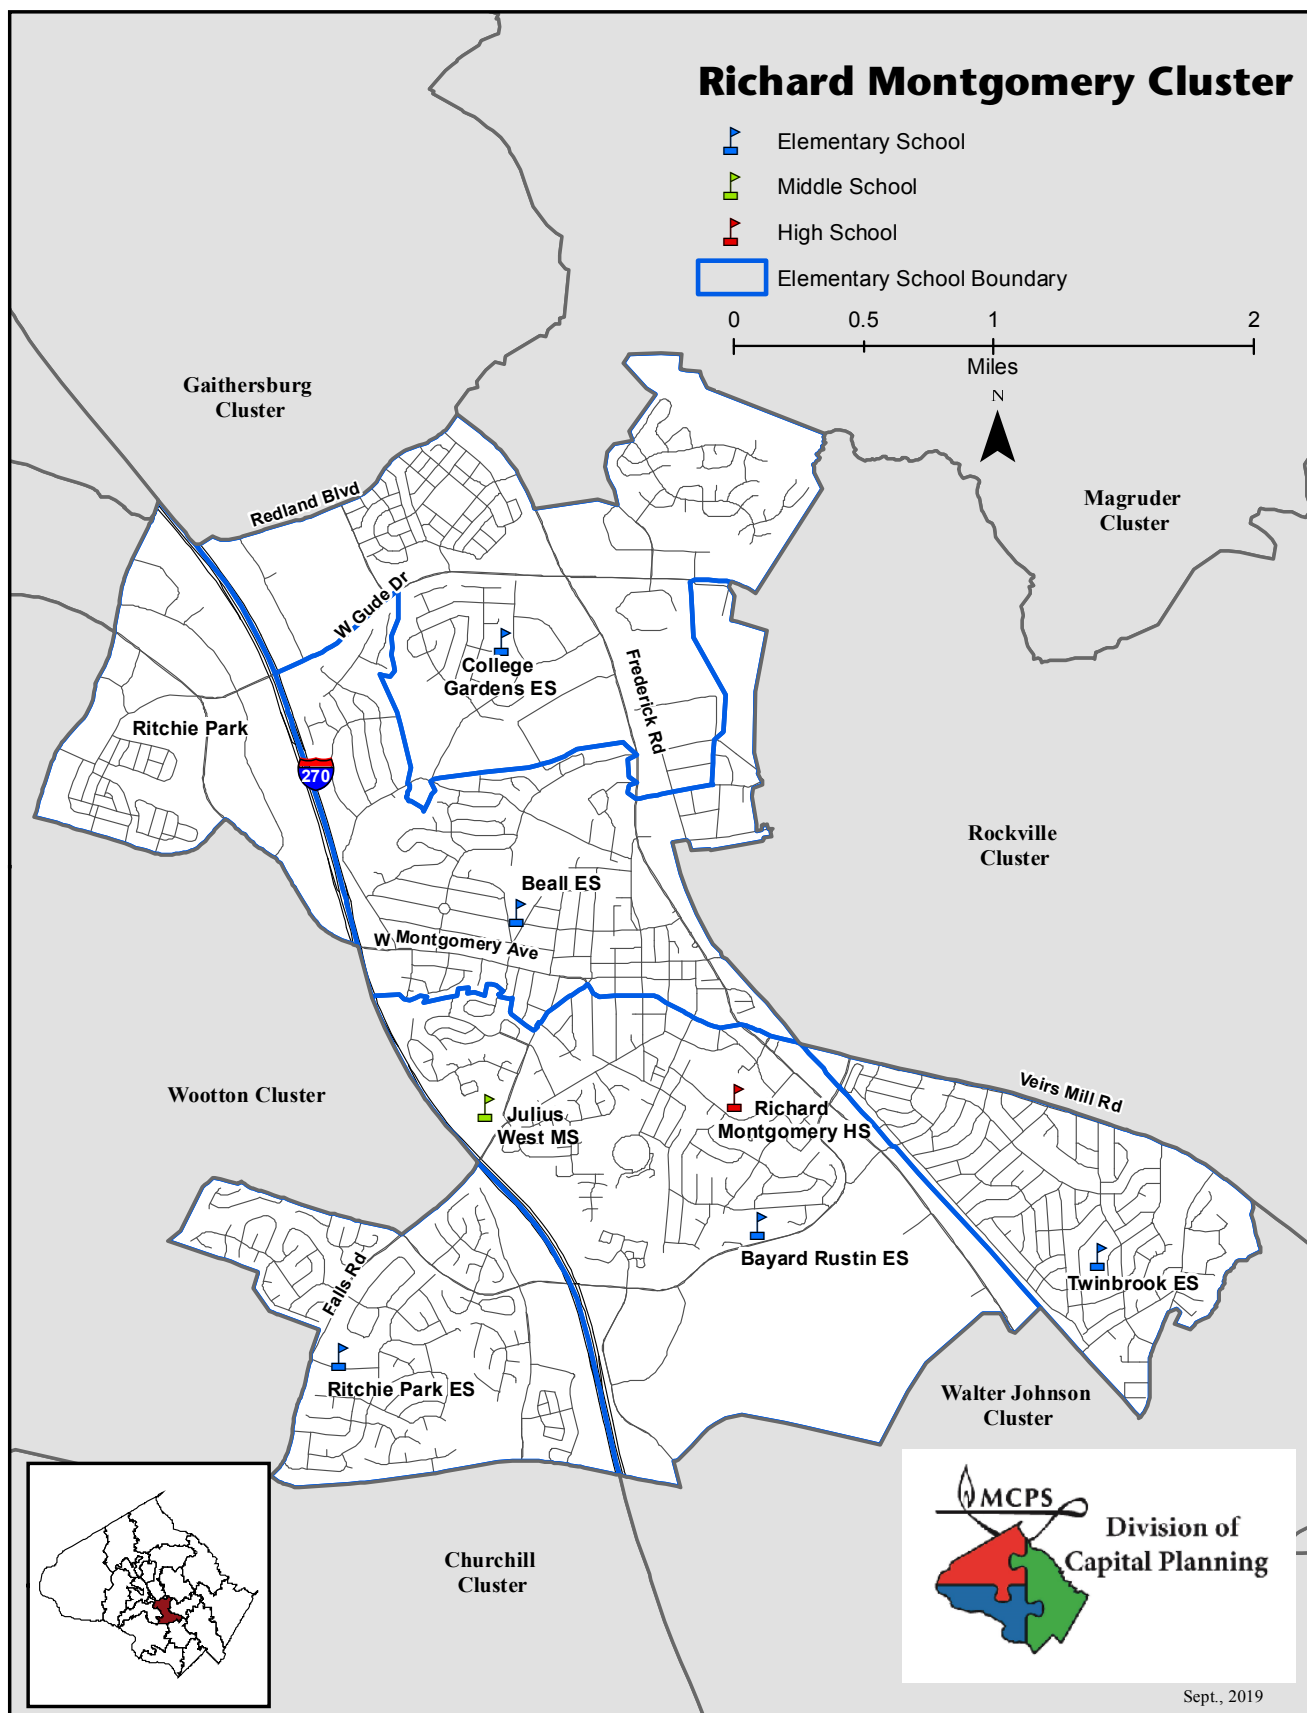 Richard Montgomery Cluster
Elementary School
Middle School
High School
Elementary School Boundary
0 0.5 1 2
Miles
N
Gaithersburg
Cluster
Magruder
Cluster
Redland Blvd
W Gude Dr
College
Gardens ES
Frederick Rd
Ritchie Park
270
Rockville
Cluster
Beall ES
W Montgomery Ave
Wootton Cluster
Veirs Mill Rd
Julius
West MS
Richard
Montgomery HS
Bayard Rustin ES
Twinbrook ES
Falls Rd
Ritchie Park ES
Walter Johnson
Cluster
Churchill
Cluster
MCPS
Division of
Capital Planning
Sept., 2019